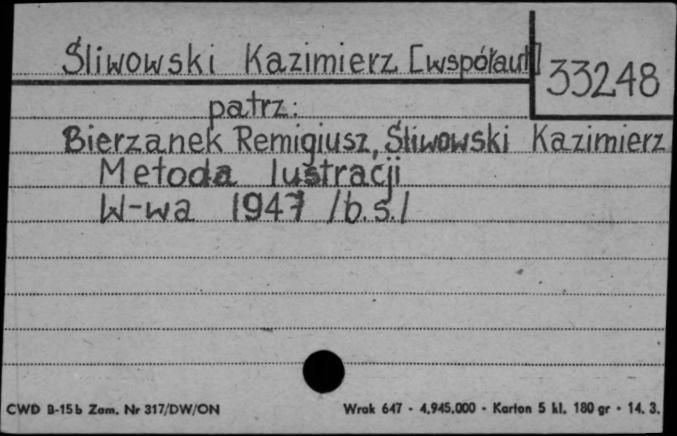 Śliwowski Kazimierz [współaut]
33248
patrz:
Bierzanek Remigiusz, Śliwowski Kazimierz
Metoda lustracji
W-wa 1947 /b.s./
CWD B-15b Zam. Nr 317/DW/ON Wrak 647 - 4.945.000 - Karton 5 kl. 180 gr - 14. 3.